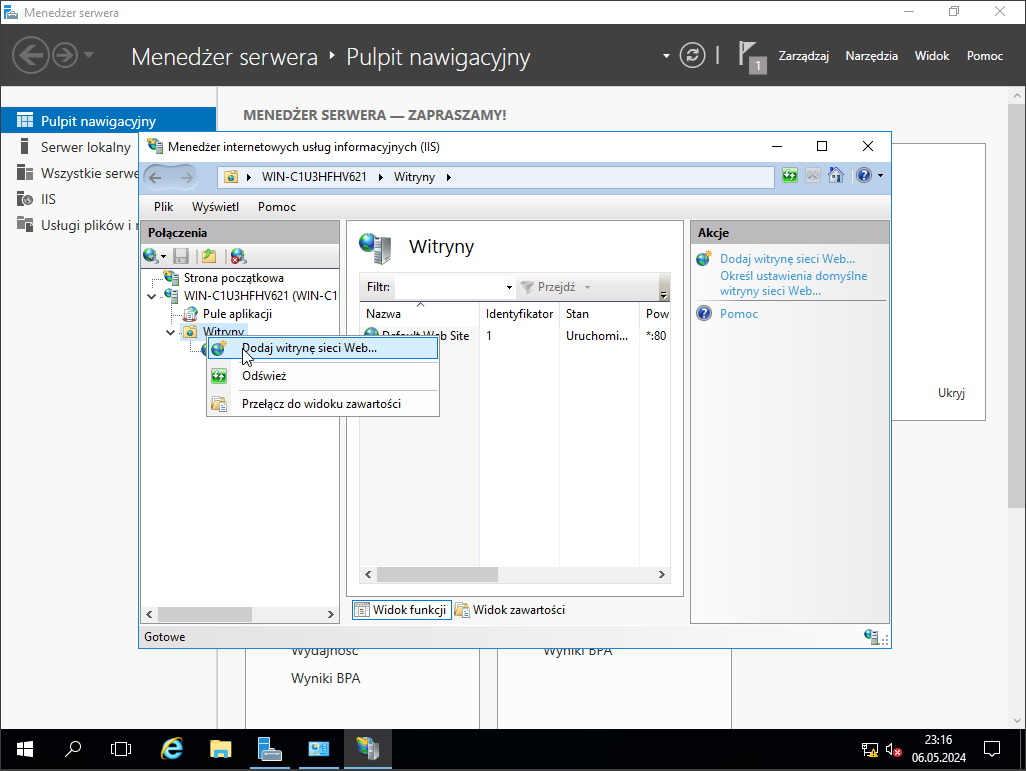 Menedżer serwera
Menedżer serwera
Pulpit nawigacyjny
1
Zarządzaj
Narzędzia
Widok
Pomoc
Pulpit nawigacyjny
Serwer lokalny
Wszystkie serwe
IIS
Usługi plików i
MENEDŻER SERWERA — ZAPRASZAMY!
Menedżer internetowych usług informacyjnych (IIS)
WIN-C1U3HFHV621
Witryny
Plik
Wyświetl
Pomoc
Połączenia
Strona początkowa
WIN-C1U3HFHV621 (WIN-C1
Pule aplikacji
Witryny
Dodaj witrynę sieci Web...
Odśwież
Przełącz do widoku zawartości
Witryny
Filtr:
Przejdź
Nazwa
Identyfikator
Stan
Pow
Default Web Site
1
Uruchomi...
*:80
Widok funkcji
Widok zawartości
Akcje
Dodaj witrynę sieci Web...
Określ ustawienia domyślne
witryny sieci Web...
Pomoc
Gotowe
Ukryj
Wydajność
Wyniki BPA
Wyniki BPA
23:16
06.05.2024